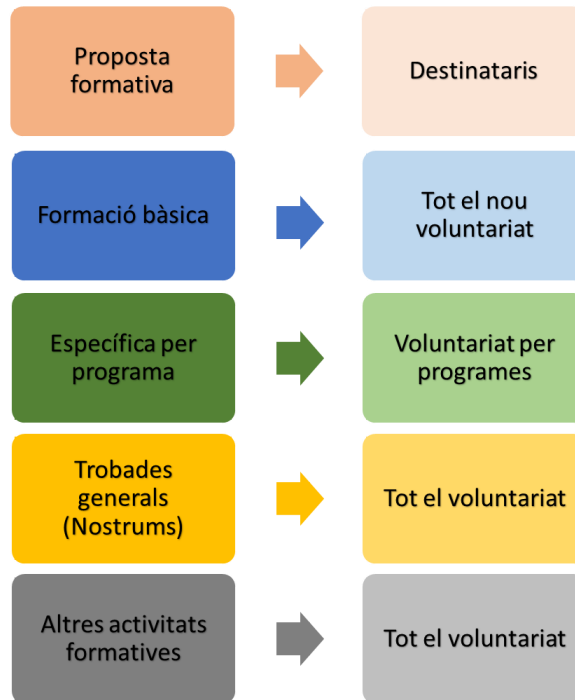 Proposta
formativa
Destinataris
Formació bàsica
Tot el nou
voluntariat
Específica per
programa
Voluntariat per
programes
Trobades
generals
(Nostrums)
Tot el voluntariat
Altres activitats
formatives
Tot el voluntariat